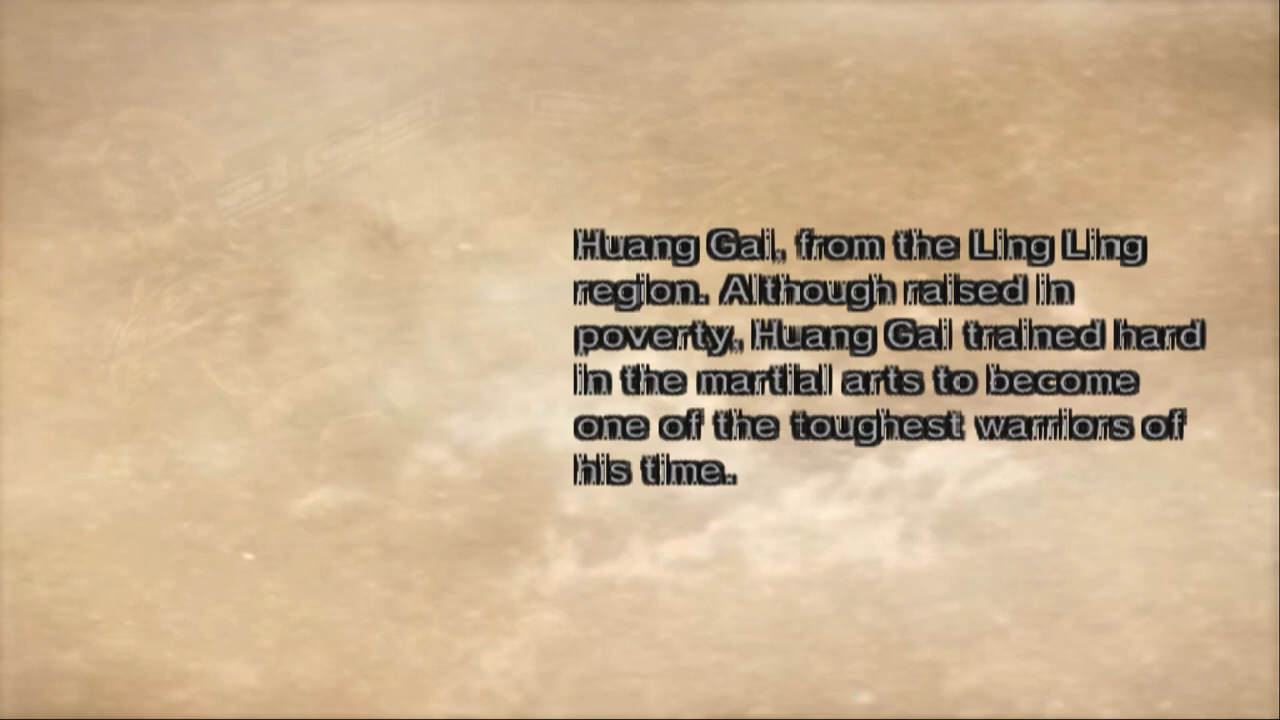 Huang Gai, from the Ling Ling
region. Although raised in
poverty, Huang Gai trained hard
in the martial arts to become
one of the toughest warriors of
his time.